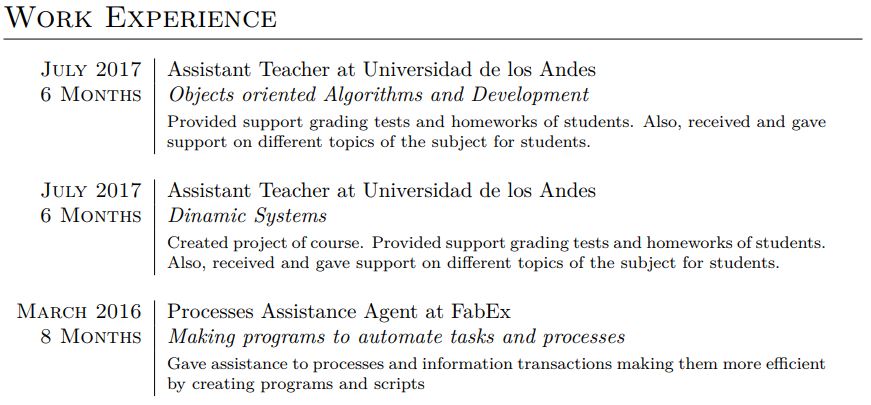 Work Experience
July 2017 Assistant Teacher at Universidad de los Andes
6 Months Objects oriented Algorithms and Development
Provided support grading tests and homeworks of students. Also, received and gave
support on different topics of the subject for students.
July 2017 Assistant Teacher at Universidad de los Andes
6 Months Dinamic Systems
Created project of course. Provided support grading tests and homeworks of students.
Also, received and gave support on different topics of the subject for students.
March 2016 Processes Assistance Agent at FabEx
8 Months Making programs to automate tasks and processes
Gave assistance to processes and information transactions making them more efficient
by creating programs and scripts